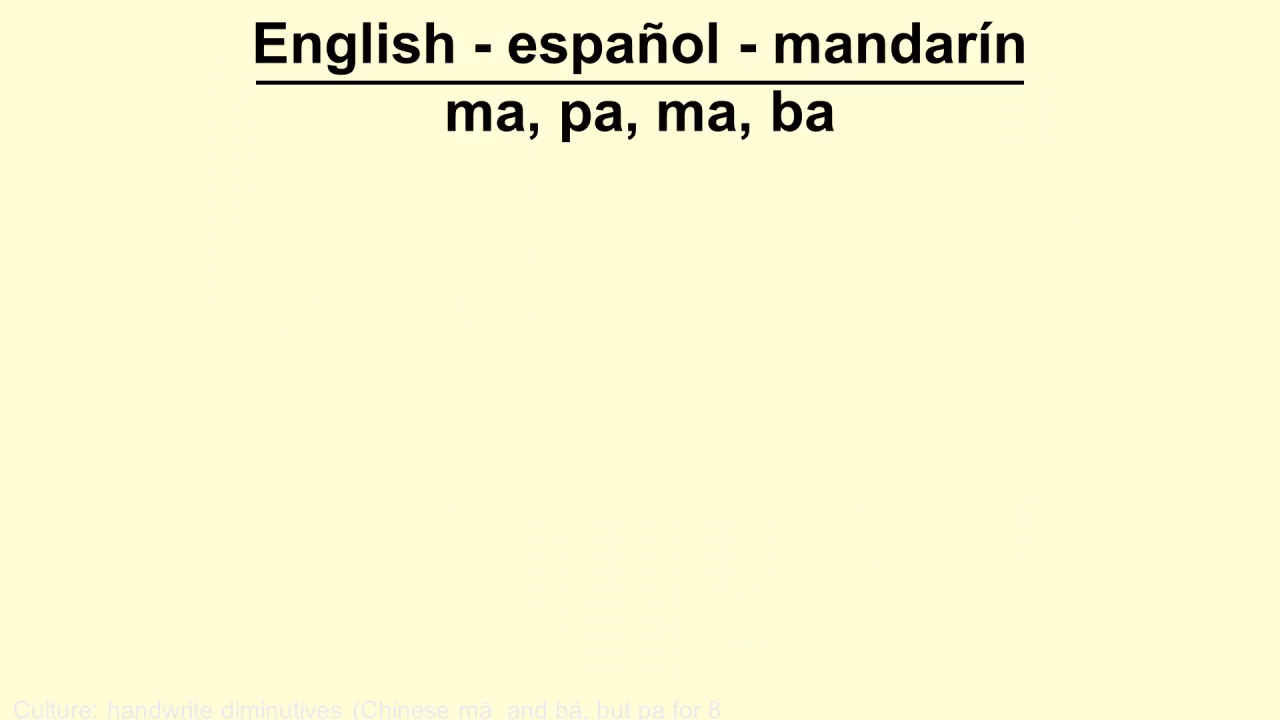 English - español - mandarín
ma, pa, ma, ba
Culture: handwrite diminutives (Chinese mā and bá, but pa for 8